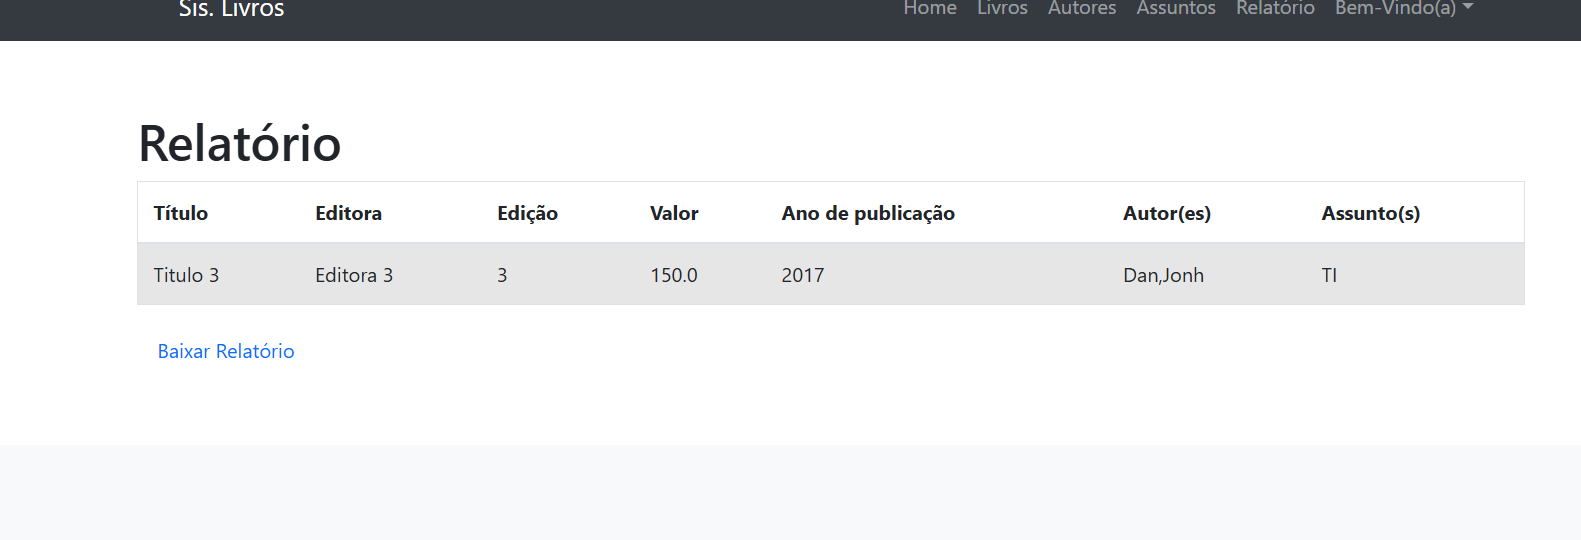 Sis. Livros Home Livros Autores Assuntos Relatório Bem-Vindo(a)
Relatório
Título Editora Edição Valor Ano de publicação Autor(es) Assunto(s)
Titulo 3 Editora 3 3 150.0 2017 Dan,Jonh TI
Baixar Relatório